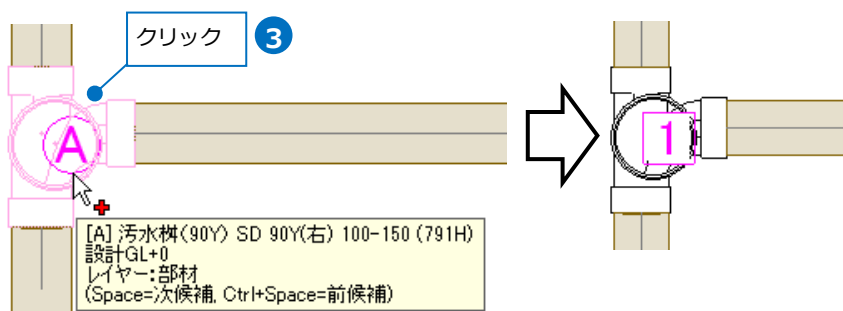 クリック
3
A
1
[A] 汚水桝(90Y) SD 90Y(右) 100-150 (791H)
設計GL+0
レイヤー:部材
(Space=次候補, Ctrl+Space=前候補)